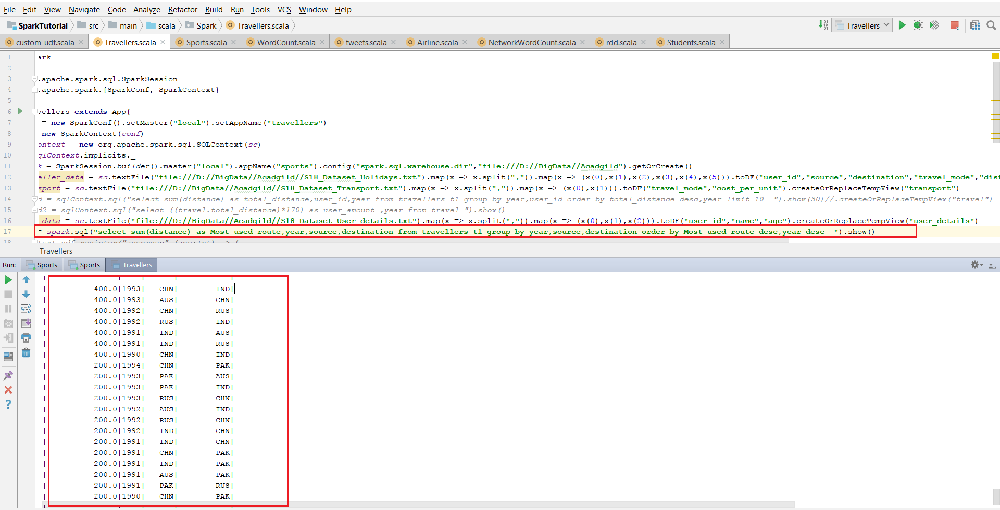 File Edit View Navigate Code Analyze Refactor Build Run Tools VCS Window Help
SparkTutorial src main scala Spark Travellers.scala Travellers
custom_udf.scala Travellers.scala Sports.scala WordCount.scala tweets.scala Airline.scala NetworkWordCount.scala rdd.scala Students.scala
1 ark
2
3 .apache.spark.sql.SparkSession
4 .apache.spark.{SparkConf, SparkContext}
5
6 vellers extends App{
7 = new SparkConf().setMaster("local").setAppName("travellers")
8 new SparkContext(conf)
9 ontext = new org.apache.spark.sql.SQLContext(sc)
10 qlContext.implicits._
11 k = SparkSession.builder().master("local").appName("sports").config("spark.sql.warehouse.dir","file:///D://BigData//Acadgild").getOrCreate()
12 eller_data = sc.textFile("file:///D://BigData//Acadgild//S18_Dataset_Holidays.txt").map(x => x.split(",")).map(x => (x(0),x(1),x(2),x(3),x(4),x(5))).toDF("user_id","source","destination","travel_mode","dist
13 sport = sc.textFile("file:///D://BigData//Acadgild//S18_Dataset_Transport.txt").map(x => x.split(",")).map(x => (x(0),x(1))).toDF("travel_mode","cost_per_unit").createOrReplaceTempView("transport")
14 d = sqlContext.sql("select sum(distance) as total_distance,user_id,year from travellers t1 group by year,user_id order by total_distance desc,year limit 10  ").show(30)//.createOrReplaceTempView("travel")
15 d2 = sqlContext.sql("select ((travel.total_distance)*170) as user_amount ,year from travel ").show()
16 _data = sc.textFile("file:///D://BigData//Acadgild//S18_Dataset_User_details.txt").map(x => x.split(",")).map(x => (x(0),x(1),x(2))).toDF("user_id","name","age").createOrReplaceTempView("user_details")
17 = spark.sql("select sum(distance) as Most_used_route,year,source,destination from travellers t1 group by year,source,destination order by Most_used_route desc,year desc  ").show()
18 text.udf.register("agegroup",(age:Int) => {
Travellers
Run: Sports Sports Travellers
+---------------+----+------+-----------+
| 400.0|1993| CHN| IND|
| 400.0|1993| AUS| CHN|
| 400.0|1992| CHN| RUS|
| 400.0|1992| RUS| IND|
| 400.0|1991| IND| AUS|
| 400.0|1991| IND| RUS|
| 400.0|1990| CHN| IND|
| 200.0|1994| CHN| PAK|
| 200.0|1993| PAK| AUS|
| 200.0|1993| PAK| IND|
| 200.0|1993| RUS| CHN|
| 200.0|1992| AUS| IND|
| 200.0|1992| RUS| CHN|
| 200.0|1992| IND| CHN|
| 200.0|1991| IND| CHN|
| 200.0|1991| CHN| PAK|
| 200.0|1991| IND| PAK|
| 200.0|1991| AUS| PAK|
| 200.0|1991| PAK| RUS|
| 200.0|1990| CHN| PAK|
+---------------+----+------+-----------+